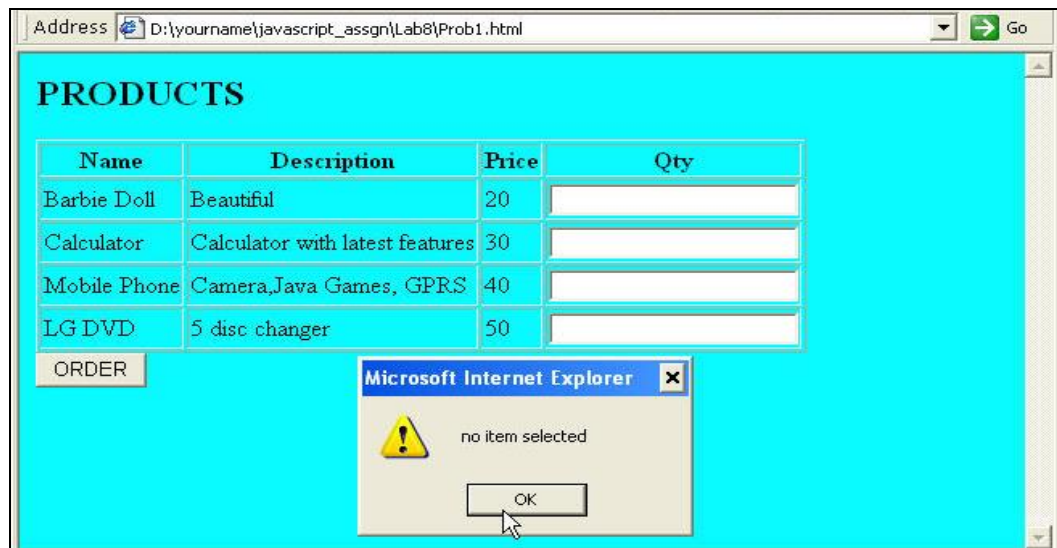 Address D:\yourname\javascript_assgn\Lab8\Prob1.html Go
PRODUCTS
Name Description Price Qty
Barbie Doll Beautiful 20
Calculator Calculator with latest features 30
Mobile Phone Camera,Java Games, GPRS 40
LG DVD 5 disc changer 50
ORDER
Microsoft Internet Explorer
no item selected
OK